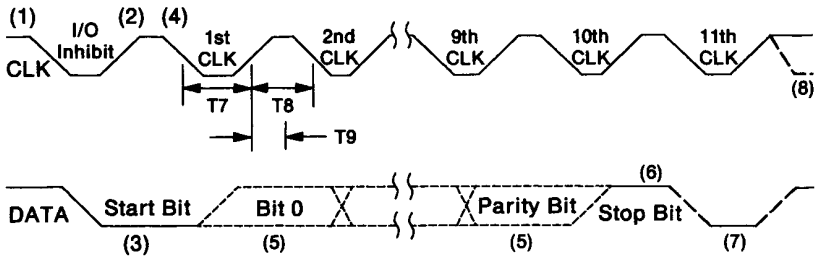 (1) I/O Inhibit (2) (4) 1st CLK 2nd CLK 9th CLK 10th CLK 11th CLK
CLK (8)
T7 T8
T9
(6)
DATA Start Bit Bit 0 Parity Bit Stop Bit
(3) (5) (5) (7)